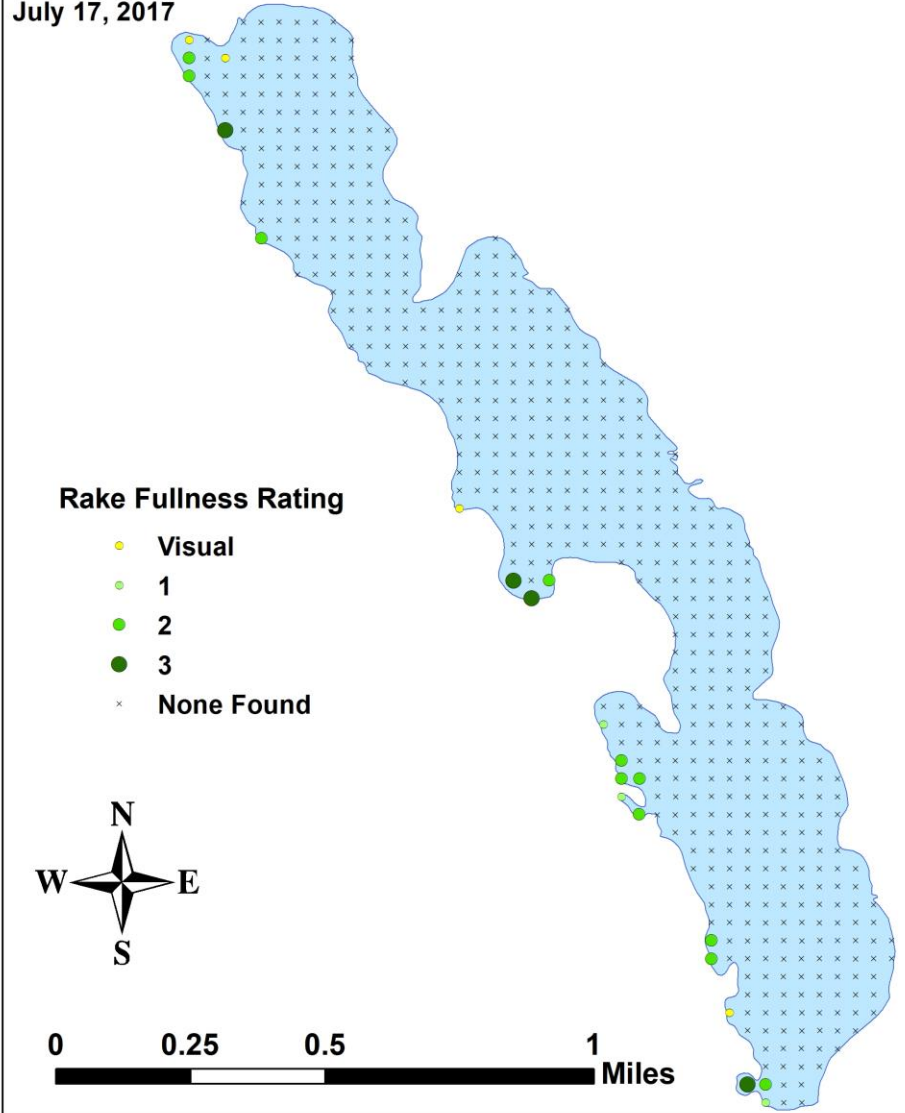 July 17, 2017
Rake Fullness Rating
Visual
1
2
3
None Found
N
W E
S
0 0.25 0.5 1
Miles